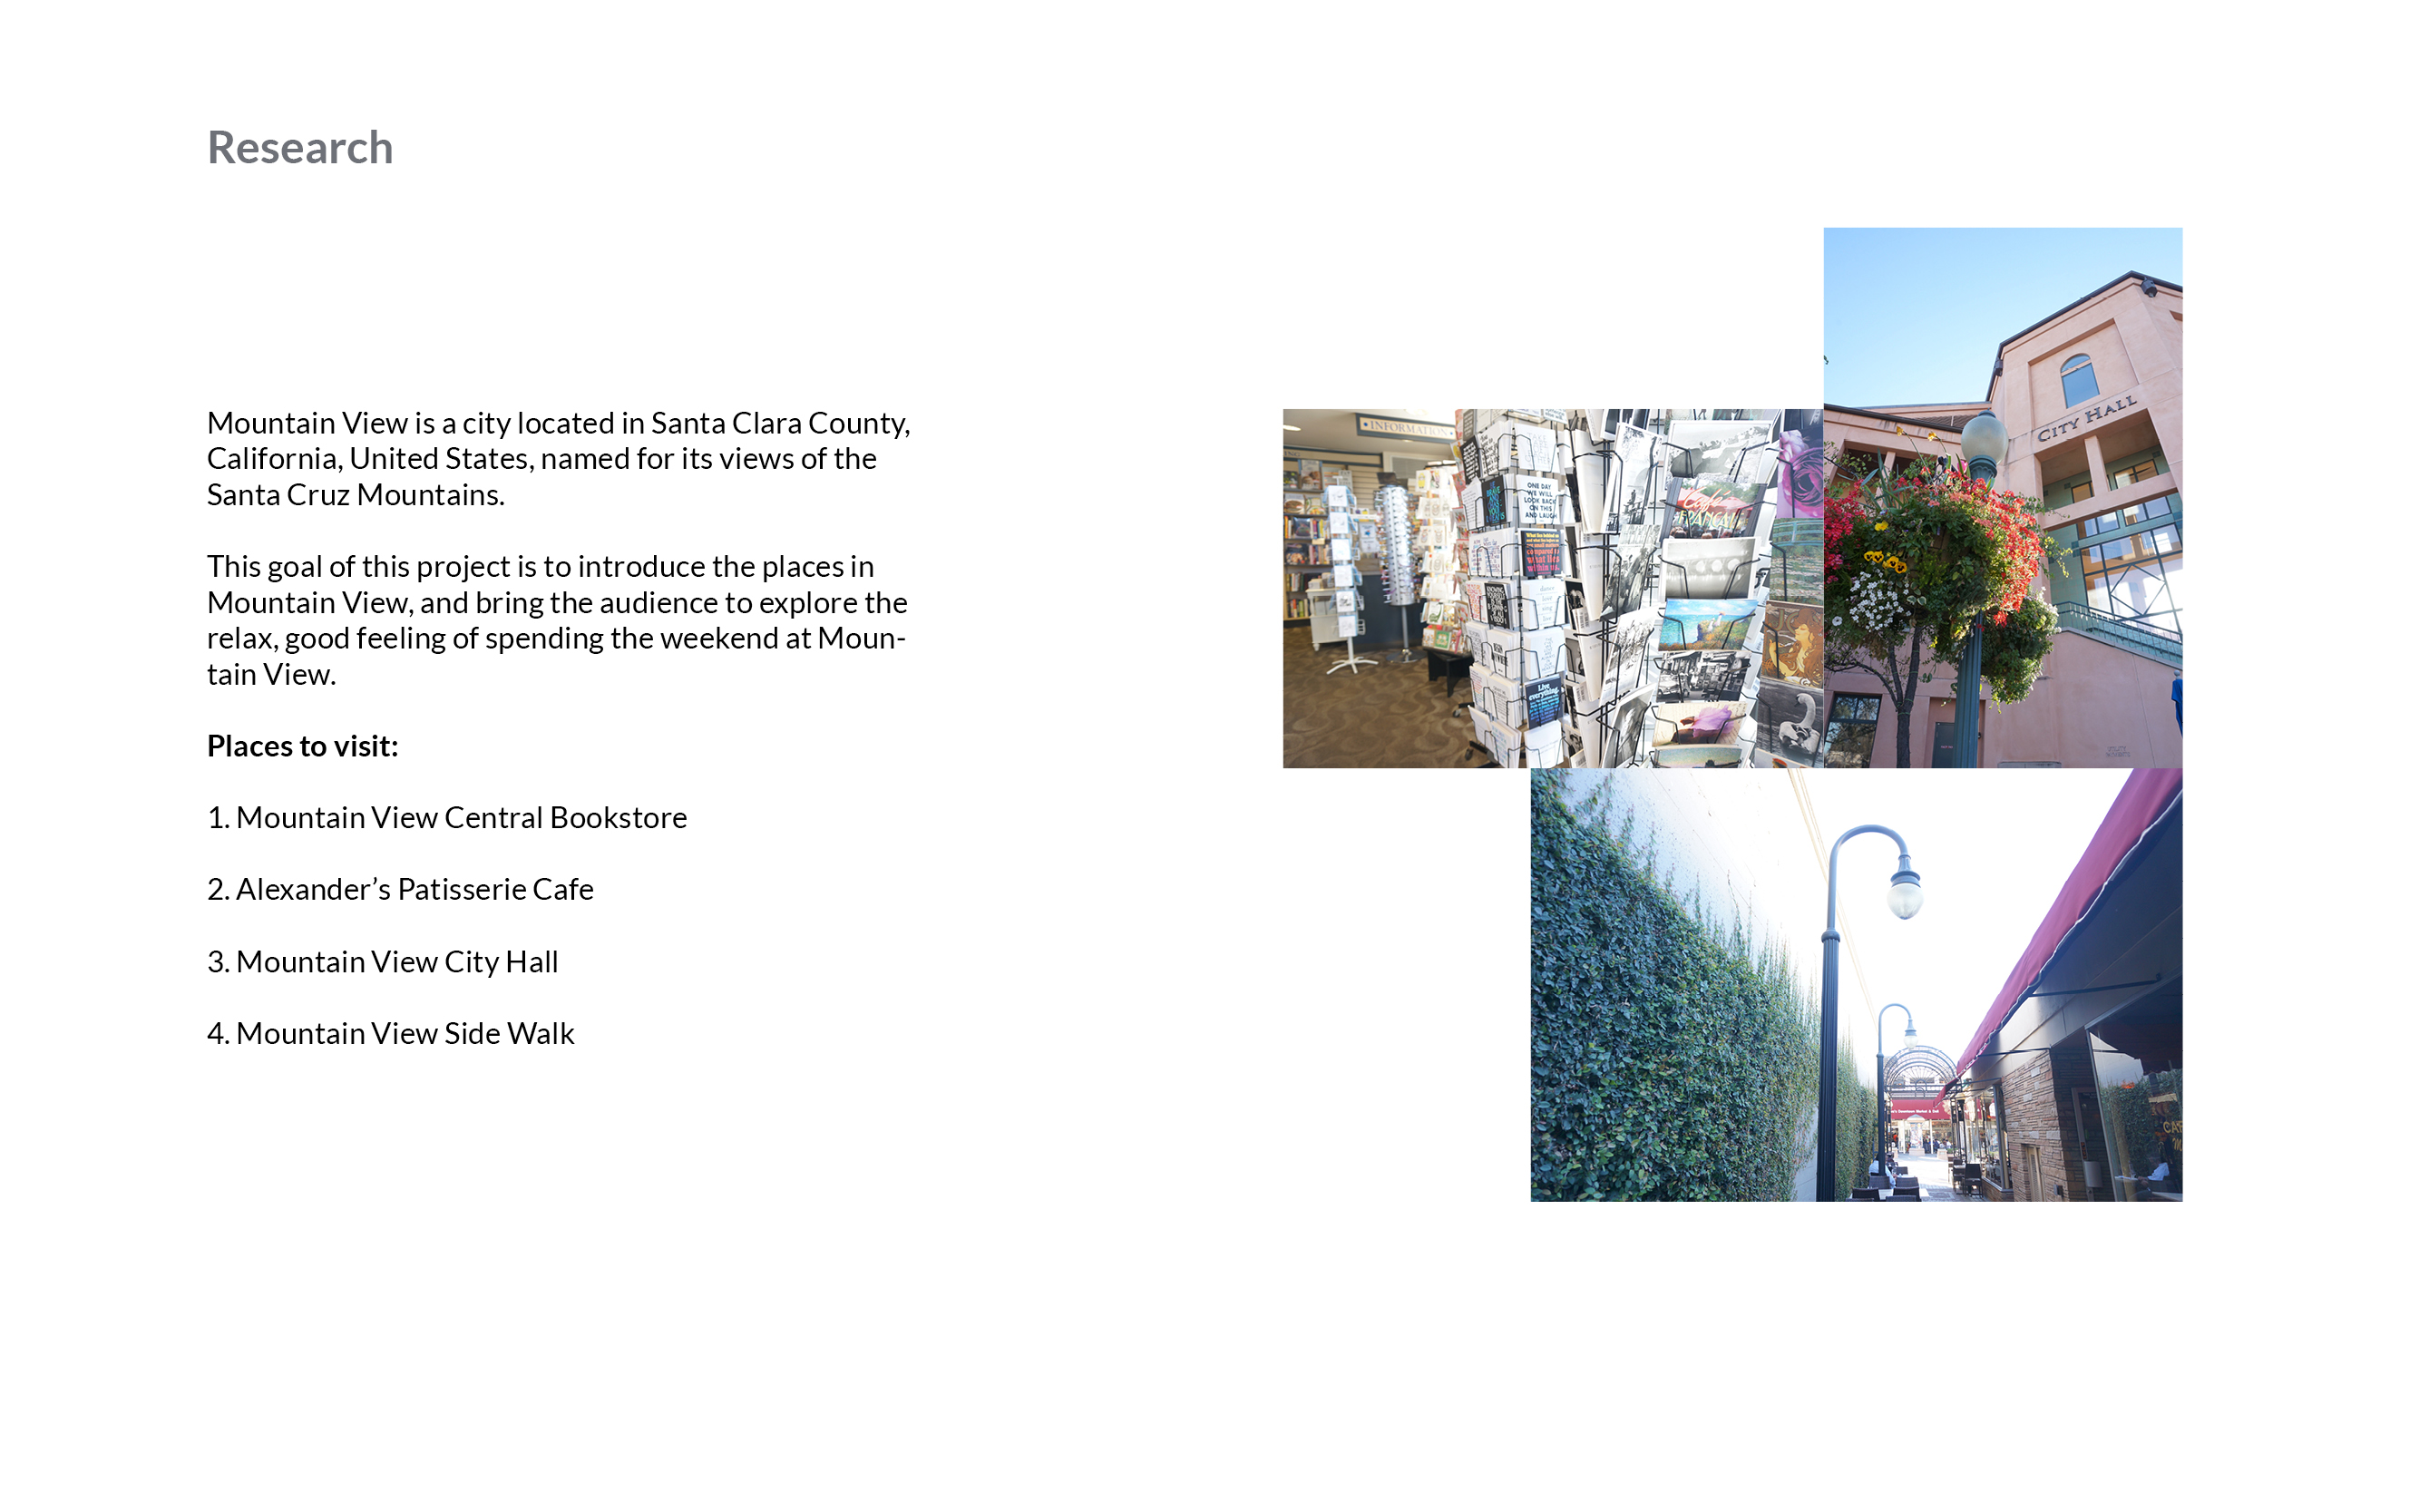 Research
Mountain View is a city located in Santa Clara County,
California, United States, named for its views of the
Santa Cruz Mountains.
This goal of this project is to introduce the places in
Mountain View, and bring the audience to explore the
relax, good feeling of spending the weekend at Moun-
tain View.
Places to visit:
1. Mountain View Central Bookstore
2. Alexander’s Patisserie Cafe
3. Mountain View City Hall
4. Mountain View Side Walk
INFORMATION
ONE DAY
WE WILL
LOOK BACK
ON THIS
AND LAUGH
Live
everything.
CITY HALL